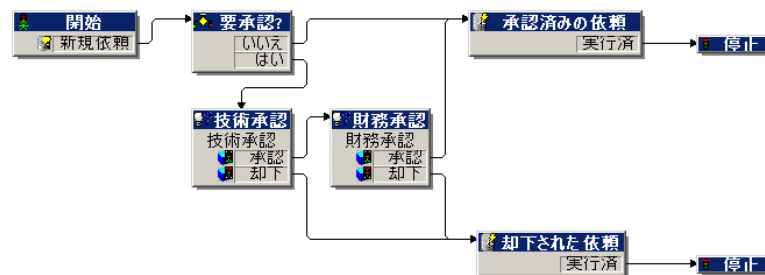 開始
新規依頼
要承認?
いいえ
はい
承認済みの依頼
実行済
停止
技術承認
技術承認
承認
却下
財務承認
財務承認
承認
却下
却下された依頼
実行済
停止